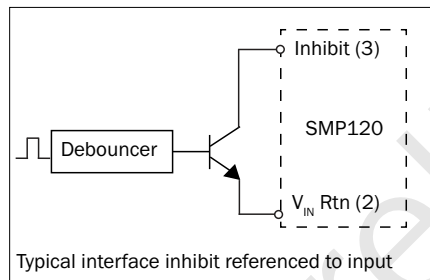 Inhibit (3)
SMP120
Debouncer
V_IN Rtn (2)
Typical interface inhibit referenced to input